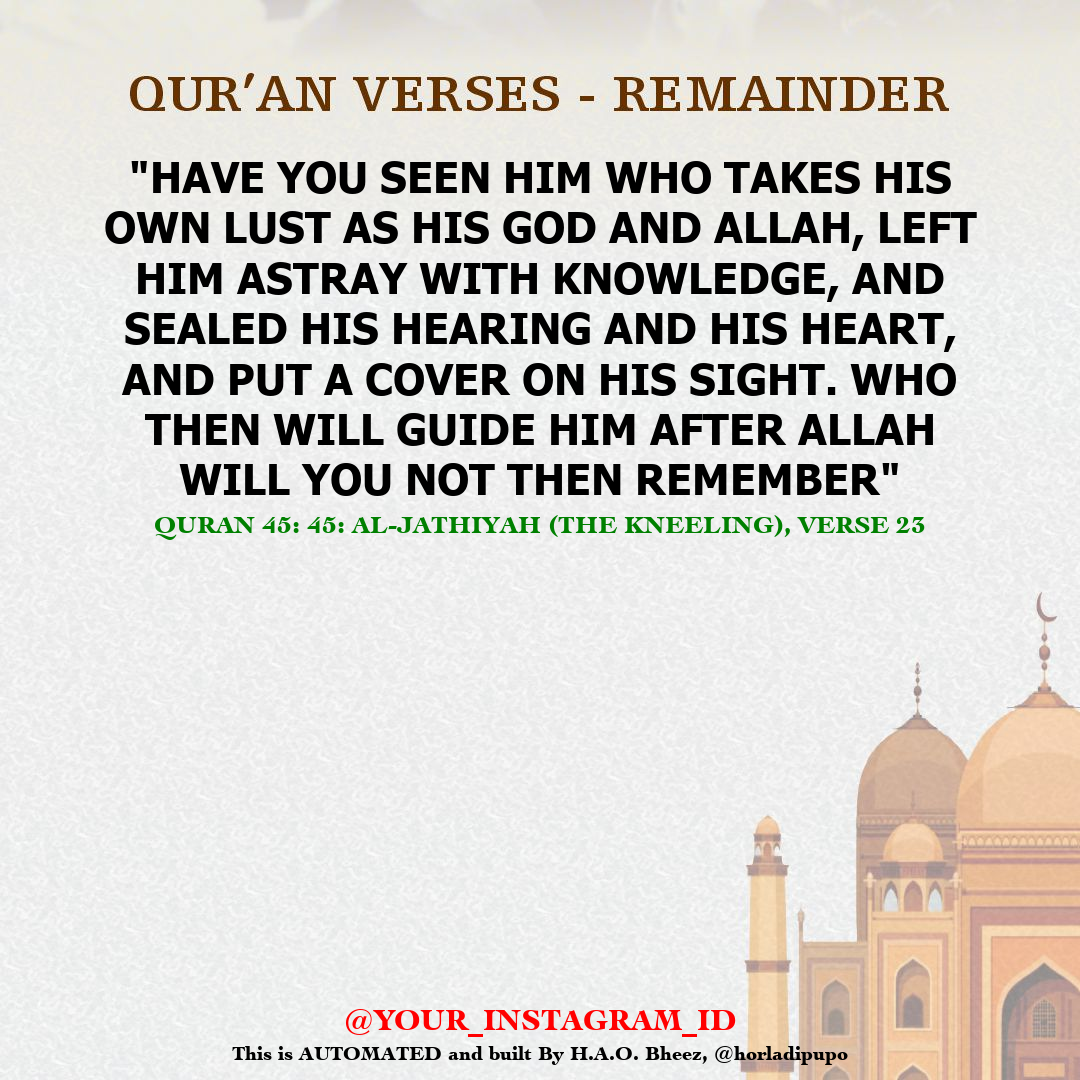 QUR'AN VERSES - REMAINDER
"HAVE YOU SEEN HIM WHO TAKES HIS
OWN LUST AS HIS GOD AND ALLAH, LEFT
HIM ASTRAY WITH KNOWLEDGE, AND
SEALED HIS HEARING AND HIS HEART,
AND PUT A COVER ON HIS SIGHT. WHO
THEN WILL GUIDE HIM AFTER ALLAH
WILL YOU NOT THEN REMEMBER"
QURAN 45: 45: AL-JATHIYAH (THE KNEELING), VERSE 23
@YOUR_INSTAGRAM_ID
This is AUTOMATED and built By H.A.O. Bheez, @horladipupo